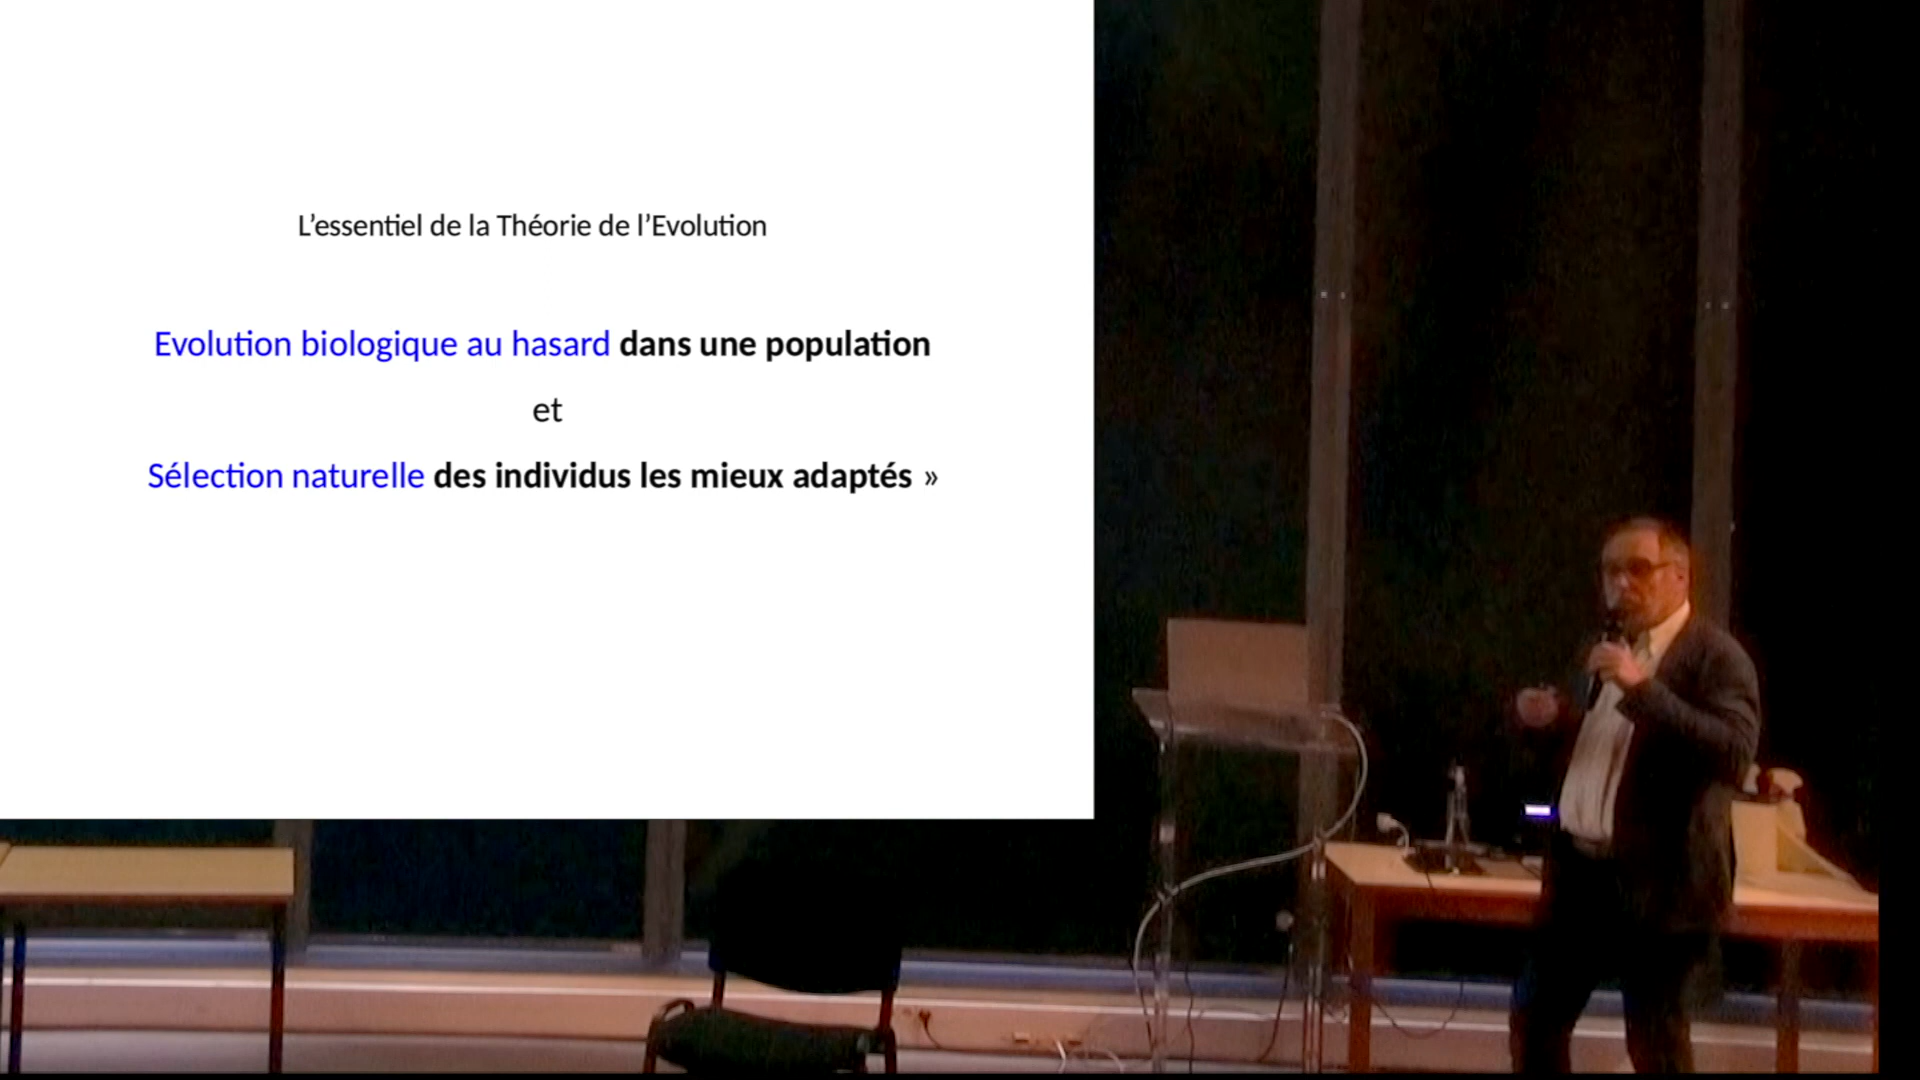 L’essentiel de la Théorie de l’Evolution
Evolution biologique au hasard dans une population
et
Sélection naturelle des individus les mieux adaptés »